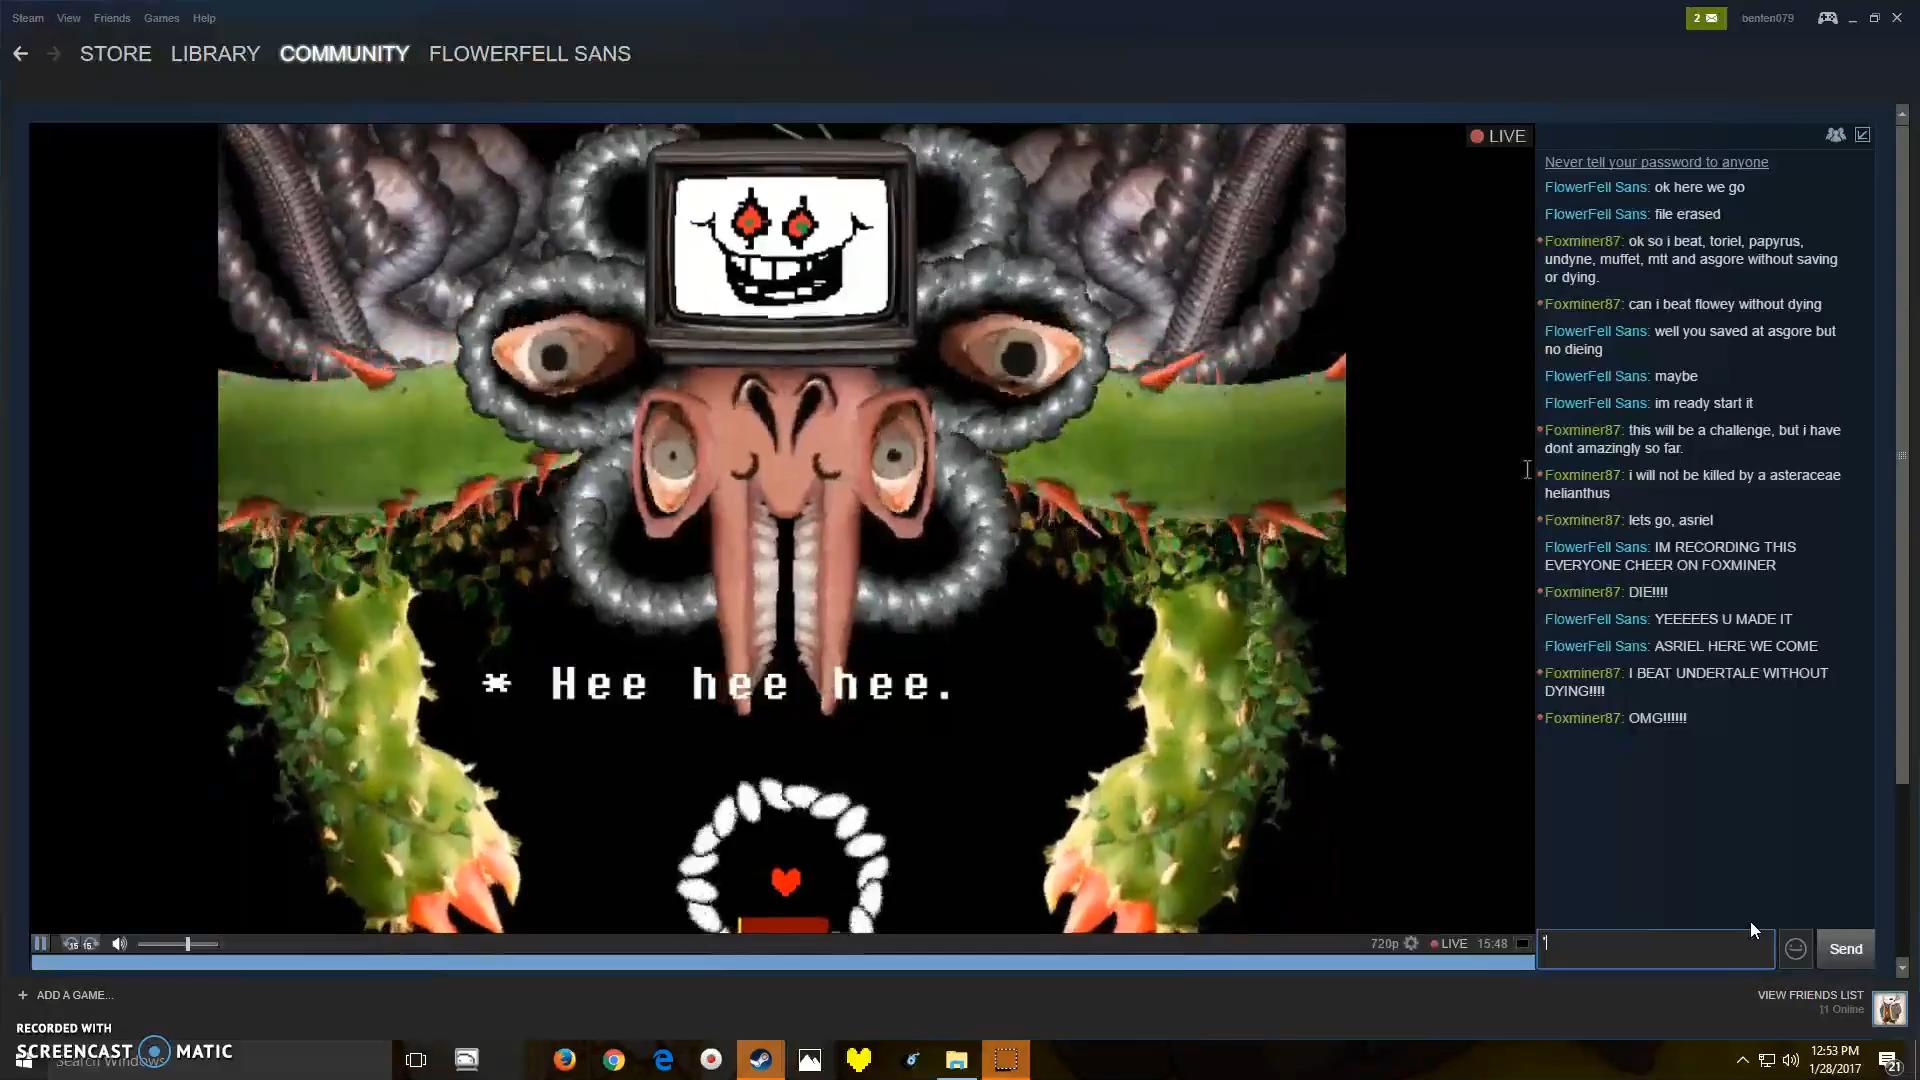 Steam View Friends Games Help
2 benten079
STORE LIBRARY COMMUNITY FLOWERFELL SANS
LIVE
Never tell your password to anyone
FlowerFell Sans: ok here we go
FlowerFell Sans: file erased
Foxminer87: ok so i beat, toriel, papyrus,
undyne, muffet, mtt and asgore without saving
or dying.
Foxminer87: can i beat flowey without dying
FlowerFell Sans: well you saved at asgore but
no dieing
FlowerFell Sans: maybe
FlowerFell Sans: im ready start it
Foxminer87: this will be a challenge, but i have
dont amazingly so far.
Foxminer87: i will not be killed by a asteraceae
helianthus
Foxminer87: lets go, asriel
FlowerFell Sans: IM RECORDING THIS
EVERYONE CHEER ON FOXMINER
Foxminer87: DIE!!!!
FlowerFell Sans: YEEEEES U MADE IT
FlowerFell Sans: ASRIEL HERE WE COME
Foxminer87: I BEAT UNDERTALE WITHOUT
DYING!!!!
Foxminer87: OMG!!!!!!
* Hee hee hee.
15 15 720p LIVE 15:48
Send
+ ADD A GAME...
VIEW FRIENDS LIST
11 Online
RECORDED WITH
SCREENCAST MATIC
Search Windows
12:53 PM
1/28/2017
21